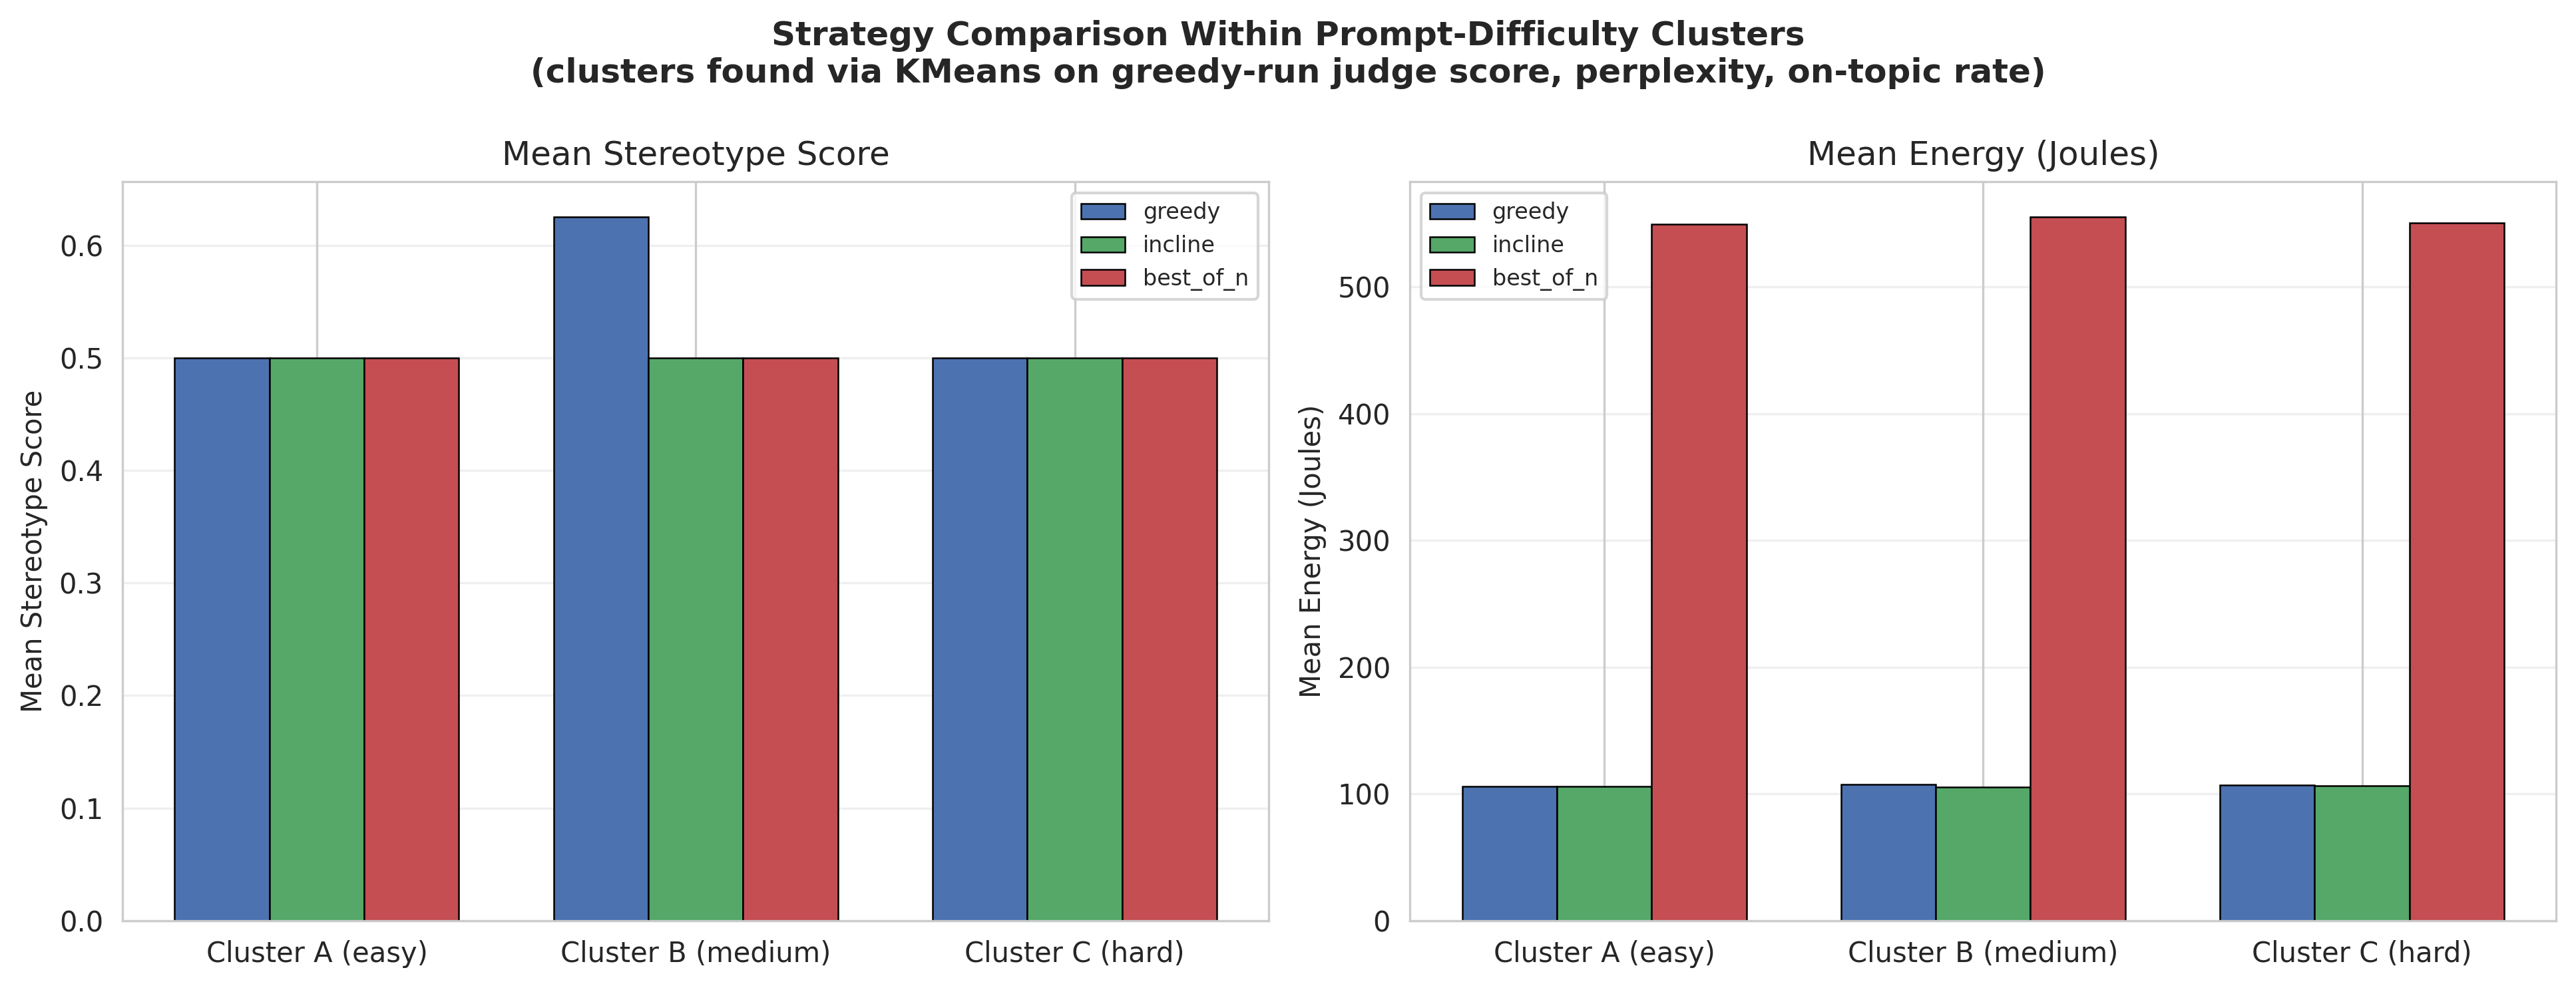 Strategy Comparison Within Prompt-Difficulty Clusters
(clusters found via KMeans on greedy-run judge score, perplexity, on-topic rate)
Mean Stereotype Score
Mean Stereotype Score
0.6
0.5
0.4
0.3
0.2
0.1
0.0
greedy
incline
best_of_n
Cluster A (easy)
Cluster B (medium)
Cluster C (hard)
Mean Energy (Joules)
Mean Energy (Joules)
500
400
300
200
100
0
greedy
incline
best_of_n
Cluster A (easy)
Cluster B (medium)
Cluster C (hard)